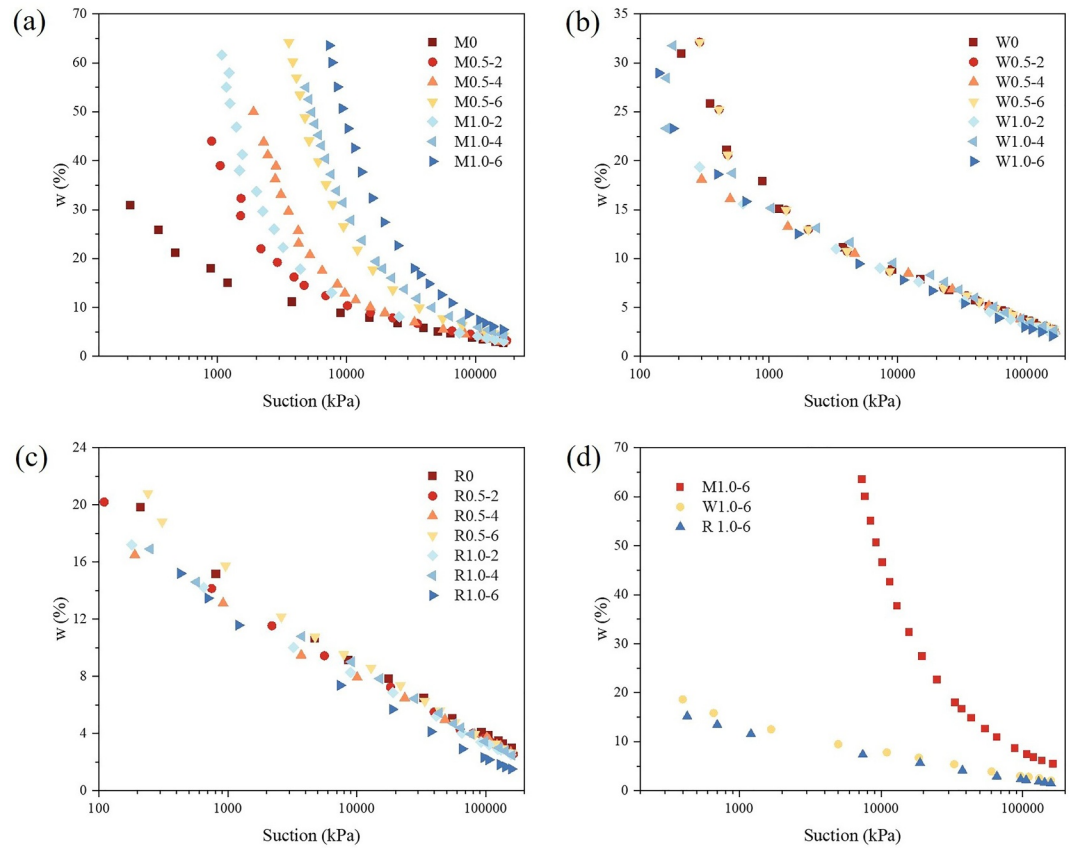 (a)
70
60
50
40
30
20
10
0
w (%)
1000
10000
100000
Suction (kPa)
M0
M0.5-2
M0.5-4
M0.5-6
M1.0-2
M1.0-4
M1.0-6
(b)
35
30
25
20
15
10
5
0
w (%)
100
1000
10000
100000
Suction (kPa)
W0
W0.5-2
W0.5-4
W0.5-6
W1.0-2
W1.0-4
W1.0-6
(c)
24
20
16
12
8
4
0
w (%)
100
1000
10000
100000
Suction (kPa)
R0
R0.5-2
R0.5-4
R0.5-6
R1.0-2
R1.0-4
R1.0-6
(d)
70
60
50
40
30
20
10
0
w (%)
1000
10000
100000
Suction (kPa)
M1.0-6
W1.0-6
R 1.0-6